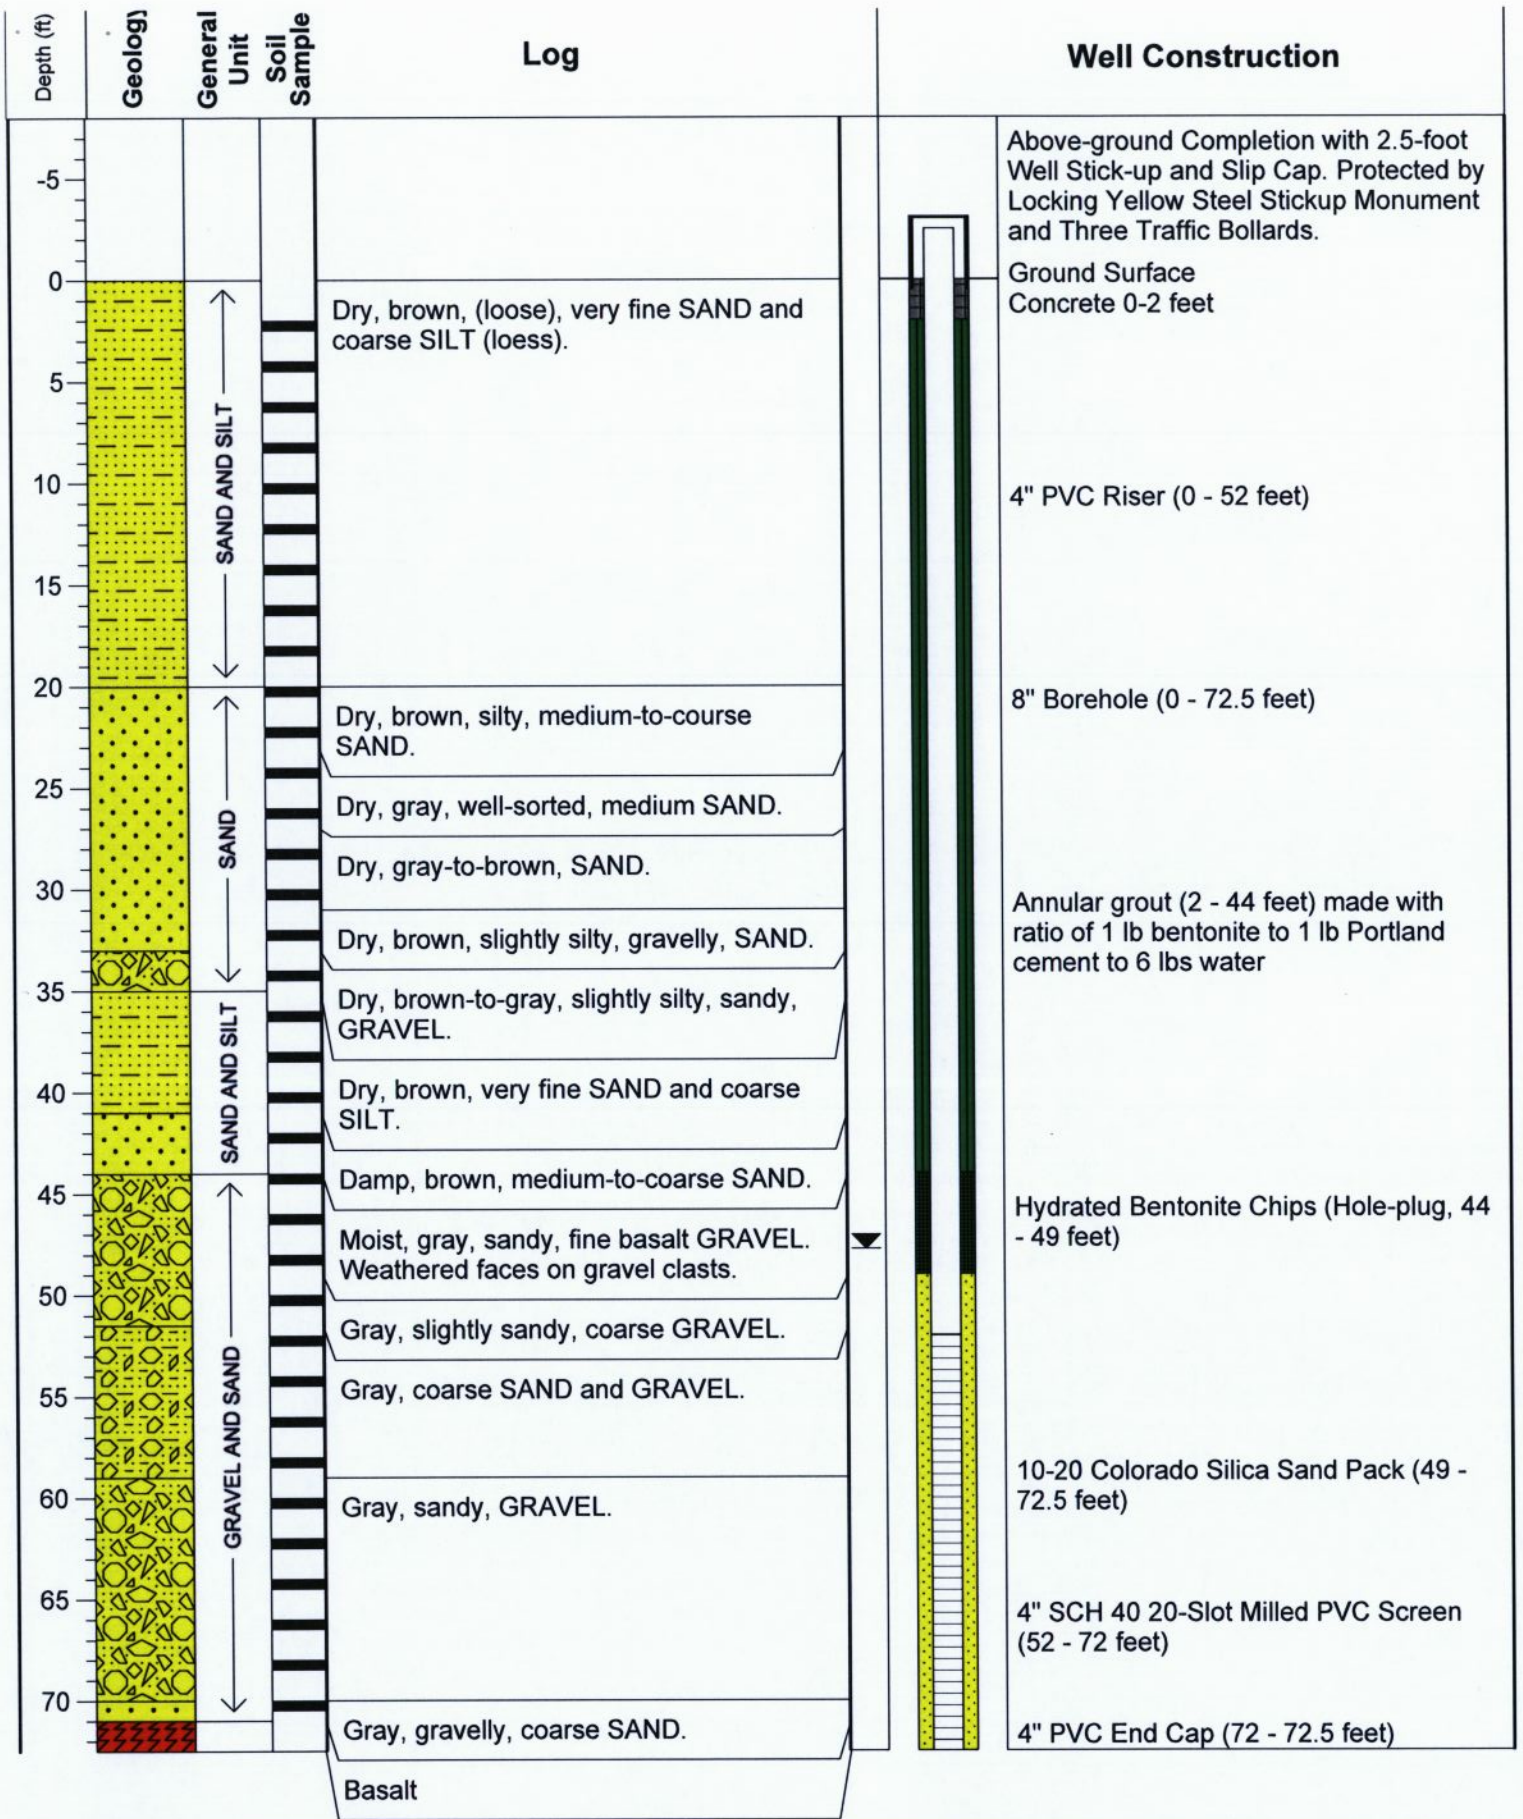 Depth (ft)
Geology
General
Unit
Soil
Sample
Log
Well Construction
-5
0
5
10
15
20
25
30
35
40
45
50
55
60
65
70
SAND AND SILT
SAND
SAND AND SILT
GRAVEL AND SAND
Dry, brown, (loose), very fine SAND and
coarse SILT (loess).
Dry, brown, silty, medium-to-course
SAND.
Dry, gray, well-sorted, medium SAND.
Dry, gray-to-brown, SAND.
Dry, brown, slightly silty, gravelly, SAND.
Dry, brown-to-gray, slightly silty, sandy,
GRAVEL.
Dry, brown, very fine SAND and coarse
SILT.
Damp, brown, medium-to-coarse SAND.
Moist, gray, sandy, fine basalt GRAVEL.
Weathered faces on gravel clasts.
Gray, slightly sandy, coarse GRAVEL.
Gray, coarse SAND and GRAVEL.
Gray, sandy, GRAVEL.
Gray, gravelly, coarse SAND.
Basalt
Above-ground Completion with 2.5-foot
Well Stick-up and Slip Cap. Protected by
Locking Yellow Steel Stickup Monument
and Three Traffic Bollards.
Ground Surface
Concrete 0-2 feet
4" PVC Riser (0 - 52 feet)
8" Borehole (0 - 72.5 feet)
Annular grout (2 - 44 feet) made with
ratio of 1 lb bentonite to 1 lb Portland
cement to 6 lbs water
Hydrated Bentonite Chips (Hole-plug, 44
- 49 feet)
10-20 Colorado Silica Sand Pack (49 -
72.5 feet)
4" SCH 40 20-Slot Milled PVC Screen
(52 - 72 feet)
4" PVC End Cap (72 - 72.5 feet)